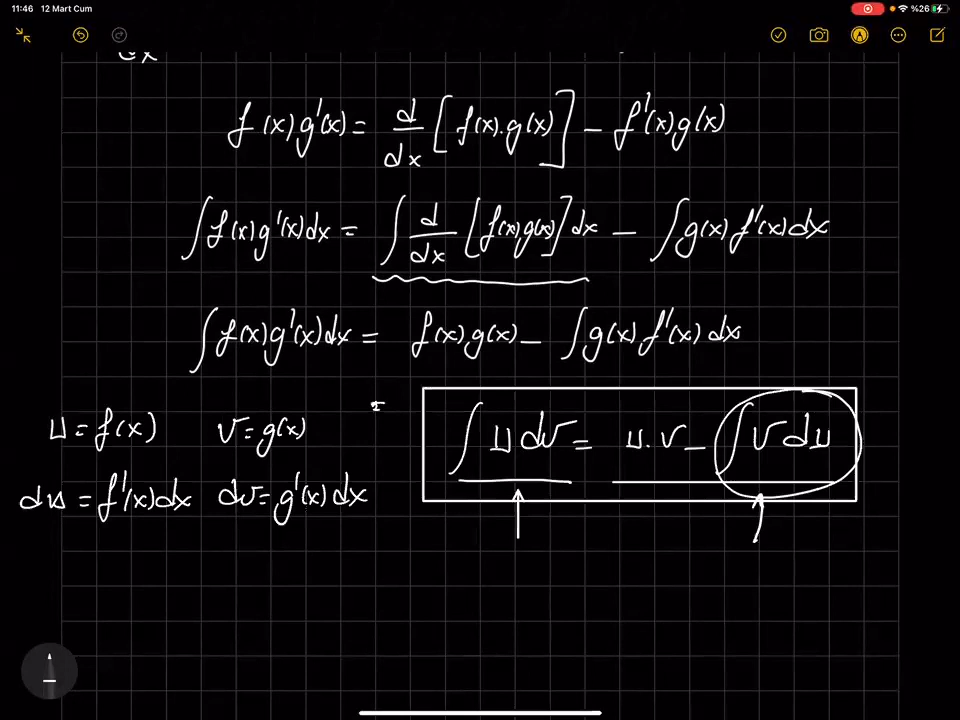 11:46 12 Mart Cum %26
f(x)g'(x) = d/dx [f(x).g(x)] - f'(x)g(x)
∫f(x)g'(x)dx = ∫ d/dx [f(x)g(x)]dx - ∫g(x)f'(x)dx
∫f(x)g'(x)dx = f(x)g(x) - ∫g(x)f'(x)dx
u = f(x) v = g(x)
∫u dv = u.v - ∫v du
du = f'(x)dx dv = g'(x)dx